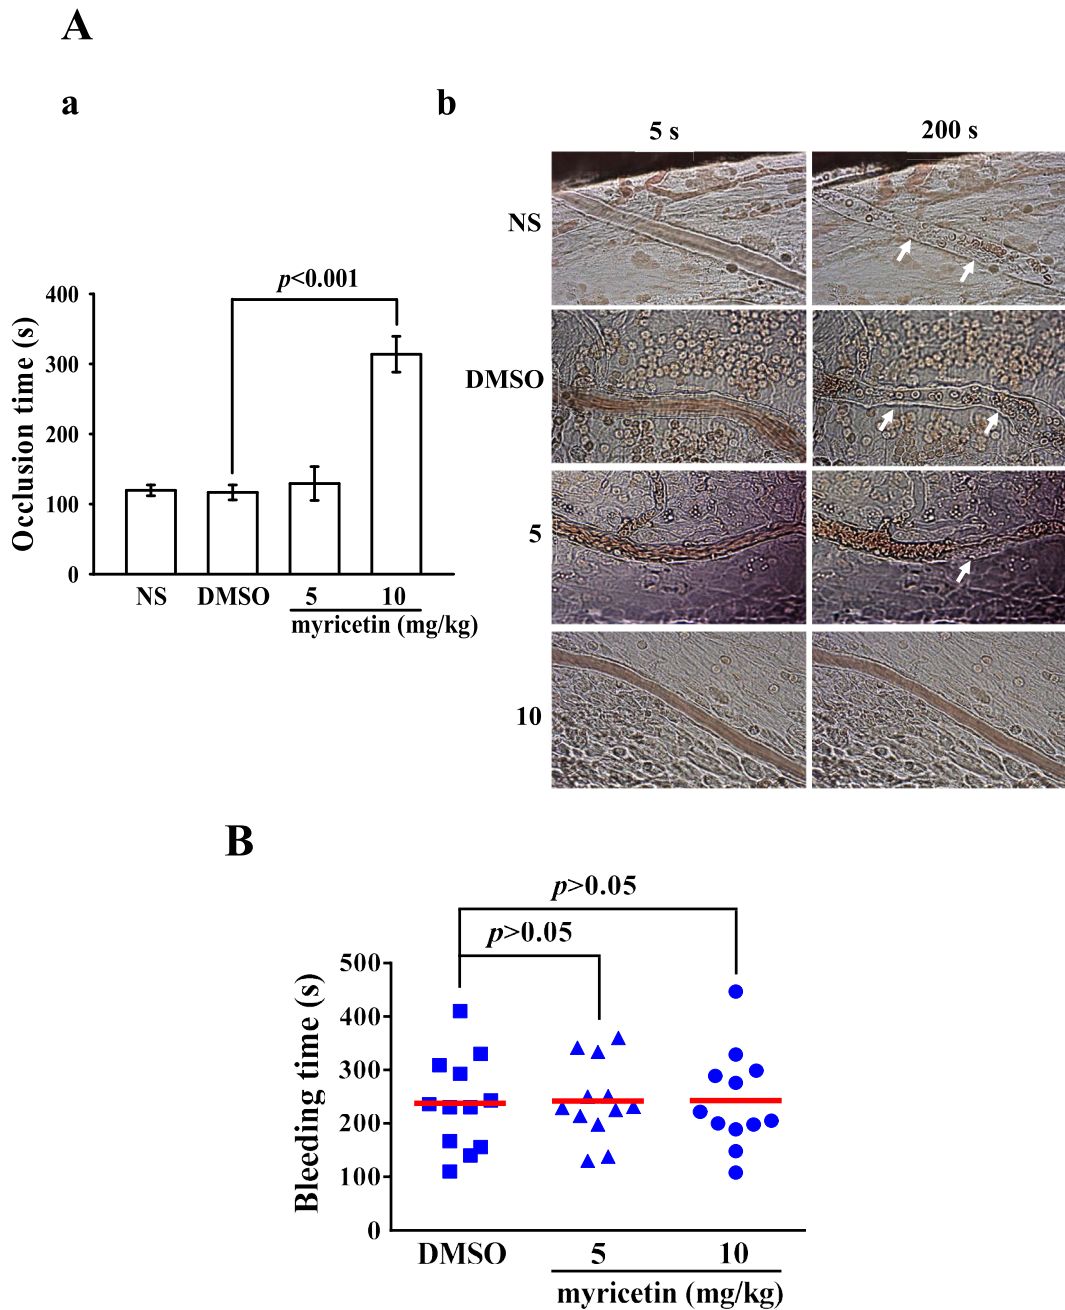 A
a
b
5 s
200 s
NS
DMSO
5
10
p<0.001
Occlusion time (s)
400
300
200
100
0
NS
DMSO
5
10
myricetin (mg/kg)
B
p>0.05
p>0.05
Bleeding time (s)
500
400
300
200
100
0
DMSO
5
10
myricetin (mg/kg)